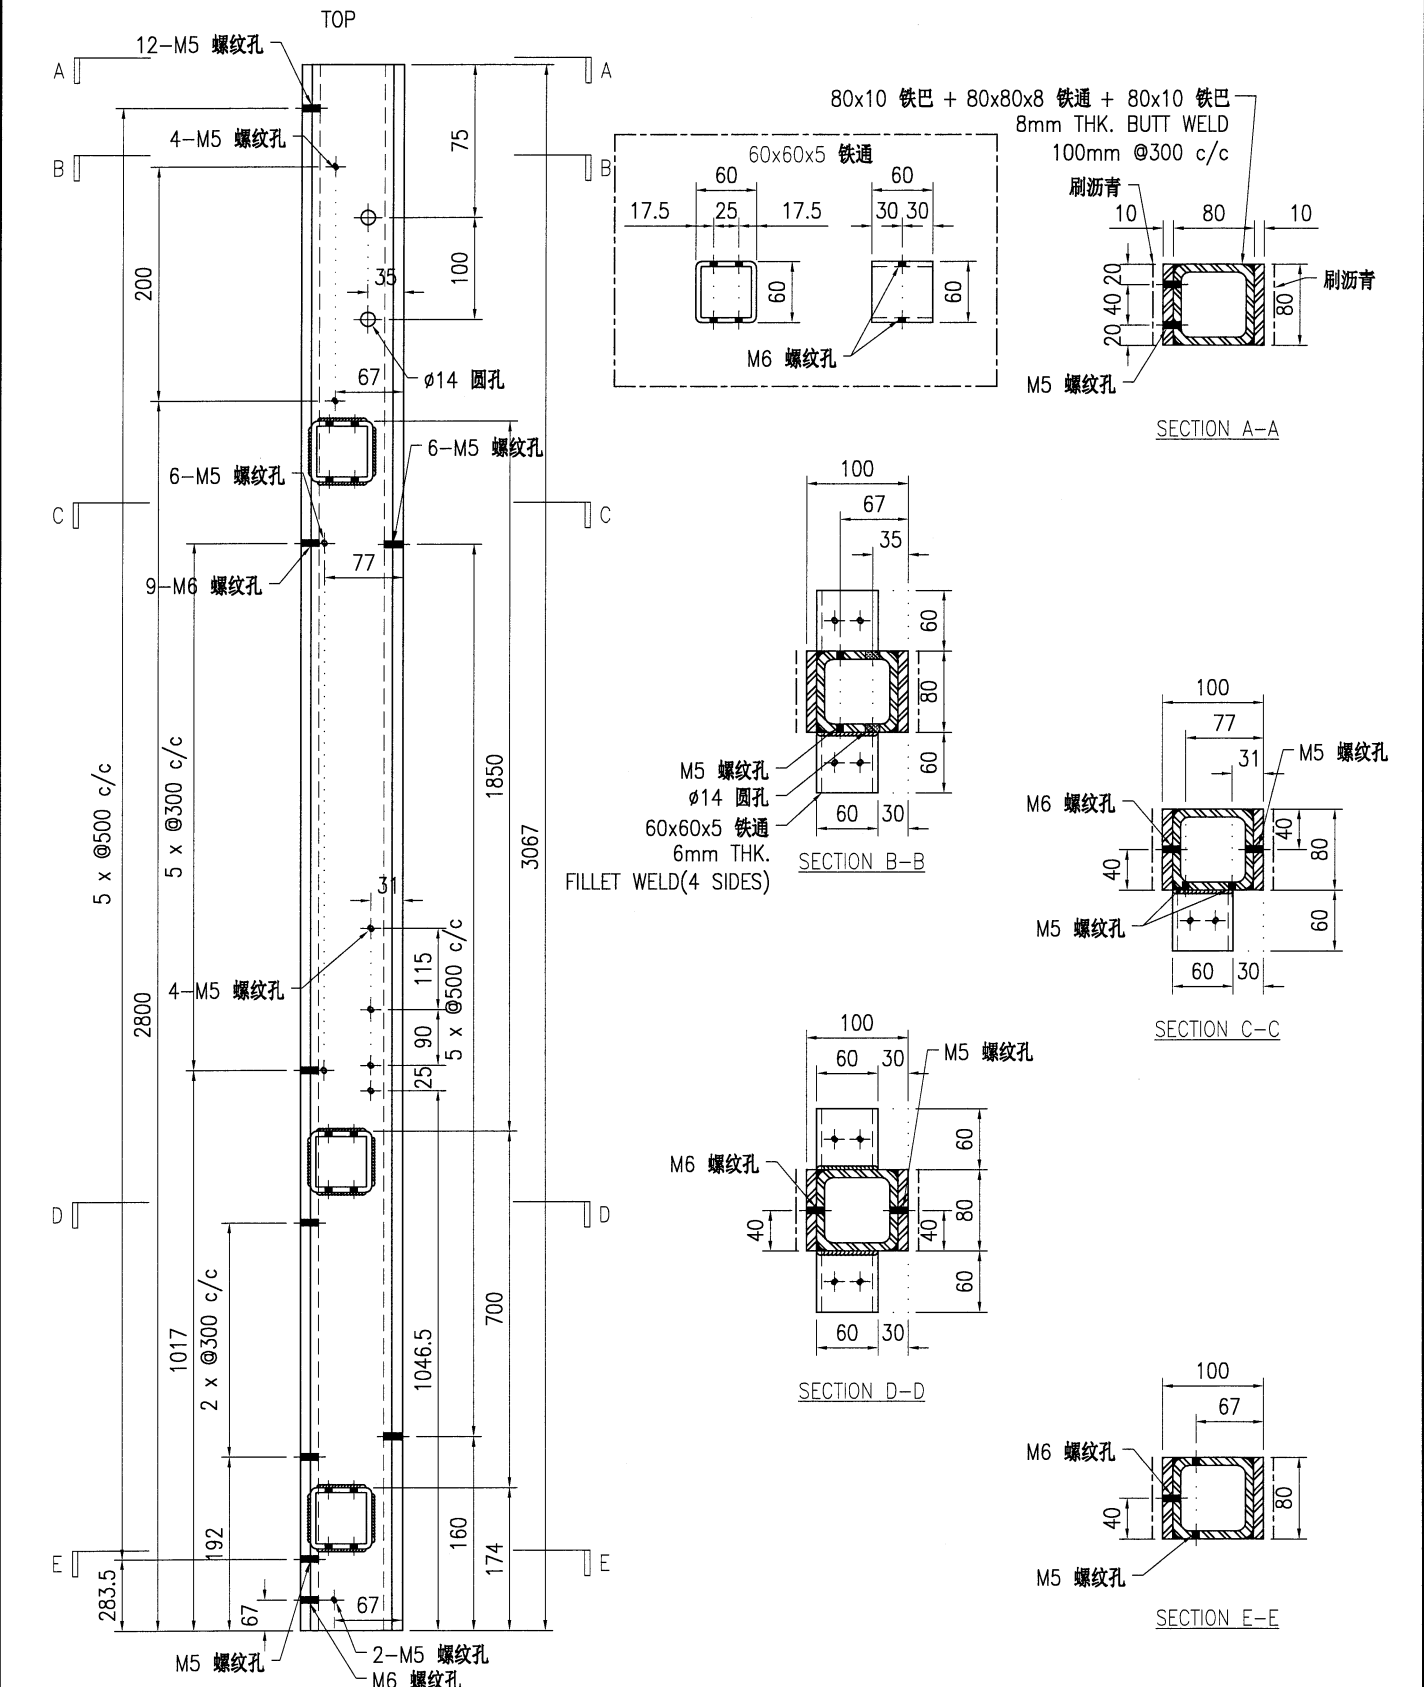 TOP
12-M5 螺纹孔
A
A
4-M5 螺纹孔
B
B
75
200
100
35
ø14 圆孔
67
6-M5 螺纹孔
6-M5 螺纹孔
C
C
77
9-M6 螺纹孔
5 x @500 c/c
5 x @300 c/c
1850
3067
31
4-M5 螺纹孔
115
90
25
5 x @500 c/c
2800
D
D
1017
2 x @300 c/c
1046.5
700
192
160
174
E
E
283.5
67
67
M5 螺纹孔
2-M5 螺纹孔
M6 螺纹孔
60x60x5 铁通
60
60
17.5
25
17.5
30
30
60
60
M6 螺纹孔
80x10 铁巴 + 80x80x8 铁通 + 80x10 铁巴
8mm THK. BUTT WELD
100mm @300 c/c
刷沥青
10
80
10
20
40
20
80
刷沥青
M5 螺纹孔
SECTION A-A
100
67
35
60
80
60
M5 螺纹孔
ø14 圆孔
60x60x5 铁通
6mm THK.
FILLET WELD(4 SIDES)
60
30
SECTION B-B
100
77
31
M5 螺纹孔
M6 螺纹孔
40
40
80
60
M5 螺纹孔
60
30
SECTION C-C
100
60
30
M5 螺纹孔
M6 螺纹孔
60
40
40
80
60
60
30
SECTION D-D
100
67
M6 螺纹孔
40
80
M5 螺纹孔
SECTION E-E